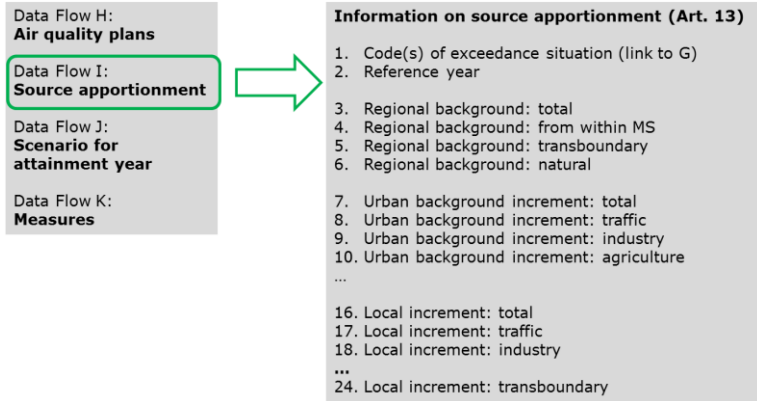 Data Flow H:
Air quality plans
Data Flow I:
Source apportionment
Data Flow J:
Scenario for
attainment year
Data Flow K:
Measures
Information on source apportionment (Art. 13)
1. Code(s) of exceedance situation (link to G)
2. Reference year
3. Regional background: total
4. Regional background: from within MS
5. Regional background: transboundary
6. Regional background: natural
7. Urban background increment: total
8. Urban background increment: traffic
9. Urban background increment: industry
10. Urban background increment: agriculture
...
16. Local increment: total
17. Local increment: traffic
18. Local increment: industry
...
24. Local increment: transboundary